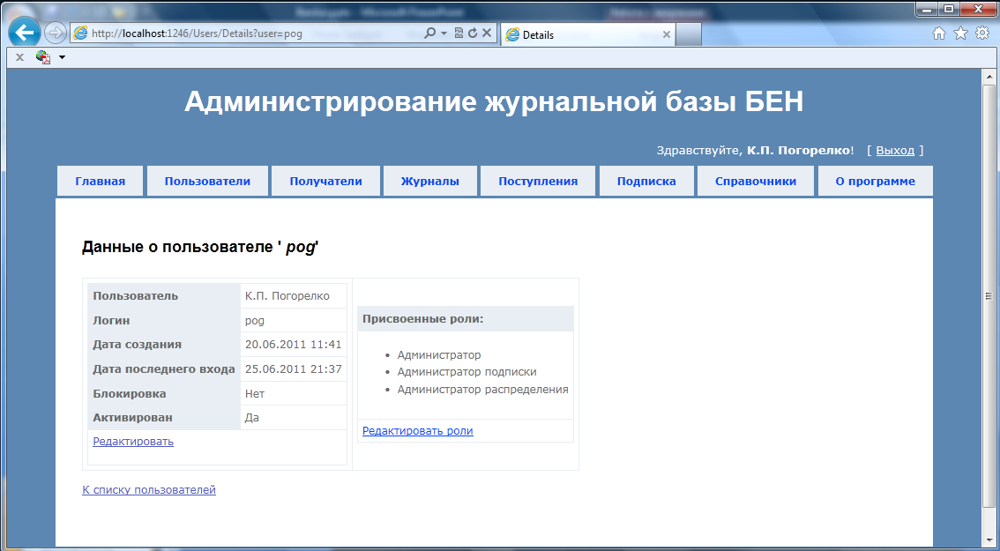 http://localhost:1246/Users/Details?user=pog
Details
Администрирование журнальной базы БЕН
Здравствуйте, К.П. Погорелко! [ Выход ]
Главная Пользователи Получатели Журналы Поступления Подписка Справочники О программе
Данные о пользователе ' pog'
Пользователь К.П. Погорелко
Логин pog
Дата создания 20.06.2011 11:41
Дата последнего входа 25.06.2011 21:37
Блокировка Нет
Активирован Да
Редактировать
Присвоенные роли:
Администратор
Администратор подписки
Администратор распределения
Редактировать роли
К списку пользователей